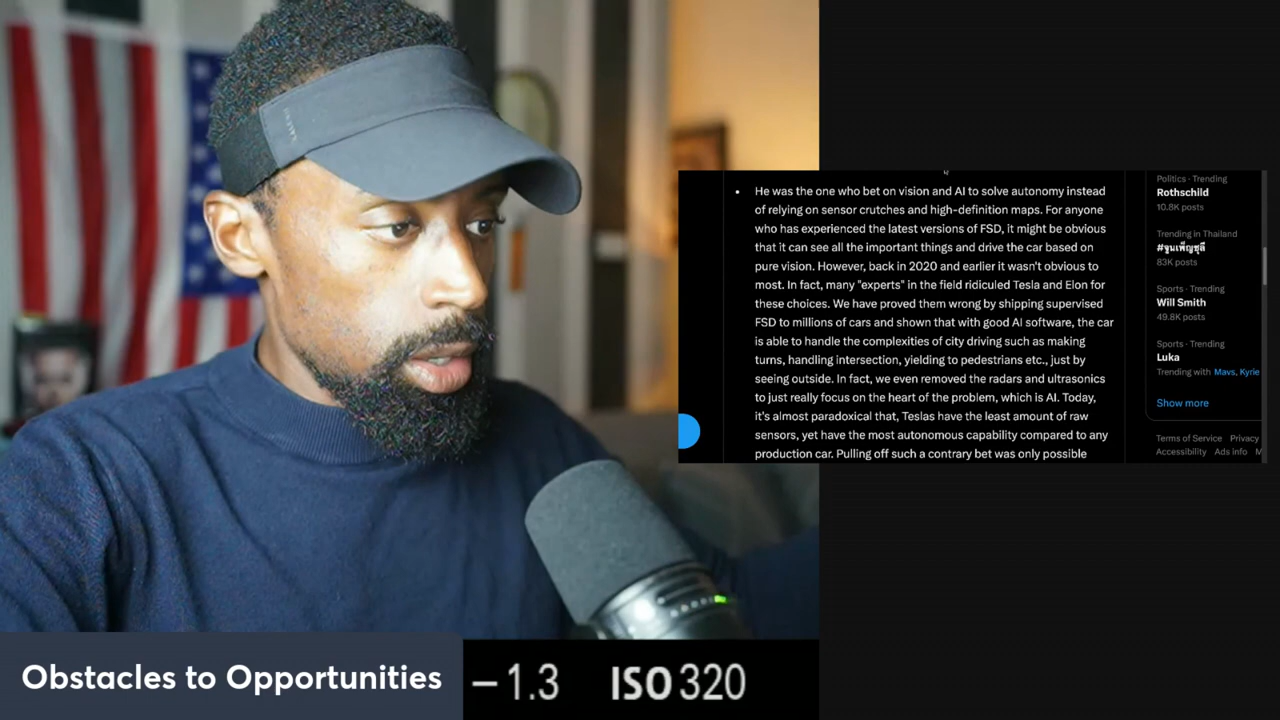 He was the one who bet on vision and AI to solve autonomy instead
of relying on sensor crutches and high-definition maps. For anyone
who has experienced the latest versions of FSD, it might be obvious
that it can see all the important things and drive the car based on
pure vision. However, back in 2020 and earlier it wasn't obvious to
most. In fact, many "experts" in the field ridiculed Tesla and Elon for
these choices. We have proved them wrong by shipping supervised
FSD to millions of cars and shown that with good AI software, the car
is able to handle the complexities of city driving such as making
turns, handling intersection, yielding to pedestrians etc., just by
seeing outside. In fact, we even removed the radars and ultrasonics
to just really focus on the heart of the problem, which is AI. Today,
it's almost paradoxical that, Teslas have the least amount of raw
sensors, yet have the most autonomous capability compared to any
production car. Pulling off such a contrary bet was only possible
Politics · Trending
Rothschild
10.8K posts
Trending in Thailand
83K posts
Sports · Trending
Will Smith
49.8K posts
Sports · Trending
Luka
Trending with Mavs, Kyrie
Show more
Terms of Service Privacy
Accessibility Ads info M
Obstacles to Opportunities
– 1.3 ISO 320